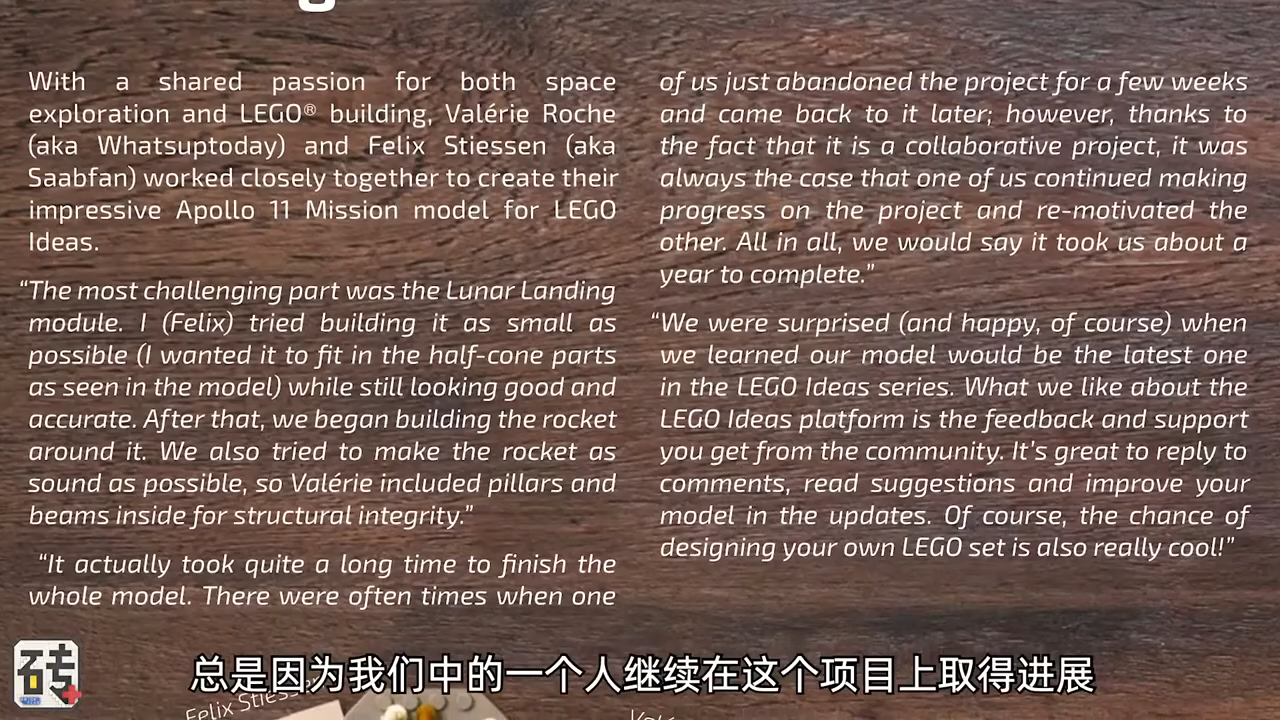 With a shared passion for both space
exploration and LEGO® building, Valérie Roche
(aka Whatsuptoday) and Felix Stiessen (aka
Saabfan) worked closely together to create their
impressive Apollo 11 Mission model for LEGO
Ideas.
“The most challenging part was the Lunar Landing
module. I (Felix) tried building it as small as
possible (I wanted it to fit in the half-cone parts
as seen in the model) while still looking good and
accurate. After that, we began building the rocket
around it. We also tried to make the rocket as
sound as possible, so Valérie included pillars and
beams inside for structural integrity.”
“It actually took quite a long time to finish the
whole model. There were often times when one
of us just abandoned the project for a few weeks
and came back to it later; however, thanks to
the fact that it is a collaborative project, it was
always the case that one of us continued making
progress on the project and re-motivated the
other. All in all, we would say it took us about a
year to complete.”
“We were surprised (and happy, of course) when
we learned our model would be the latest one
in the LEGO Ideas series. What we like about the
LEGO Ideas platform is the feedback and support
you get from the community. It’s great to reply to
comments, read suggestions and improve your
model in the updates. Of course, the chance of
designing your own LEGO set is also really cool!”
砖
总是因为我们中的一个人继续在这个项目上取得进展
Felix